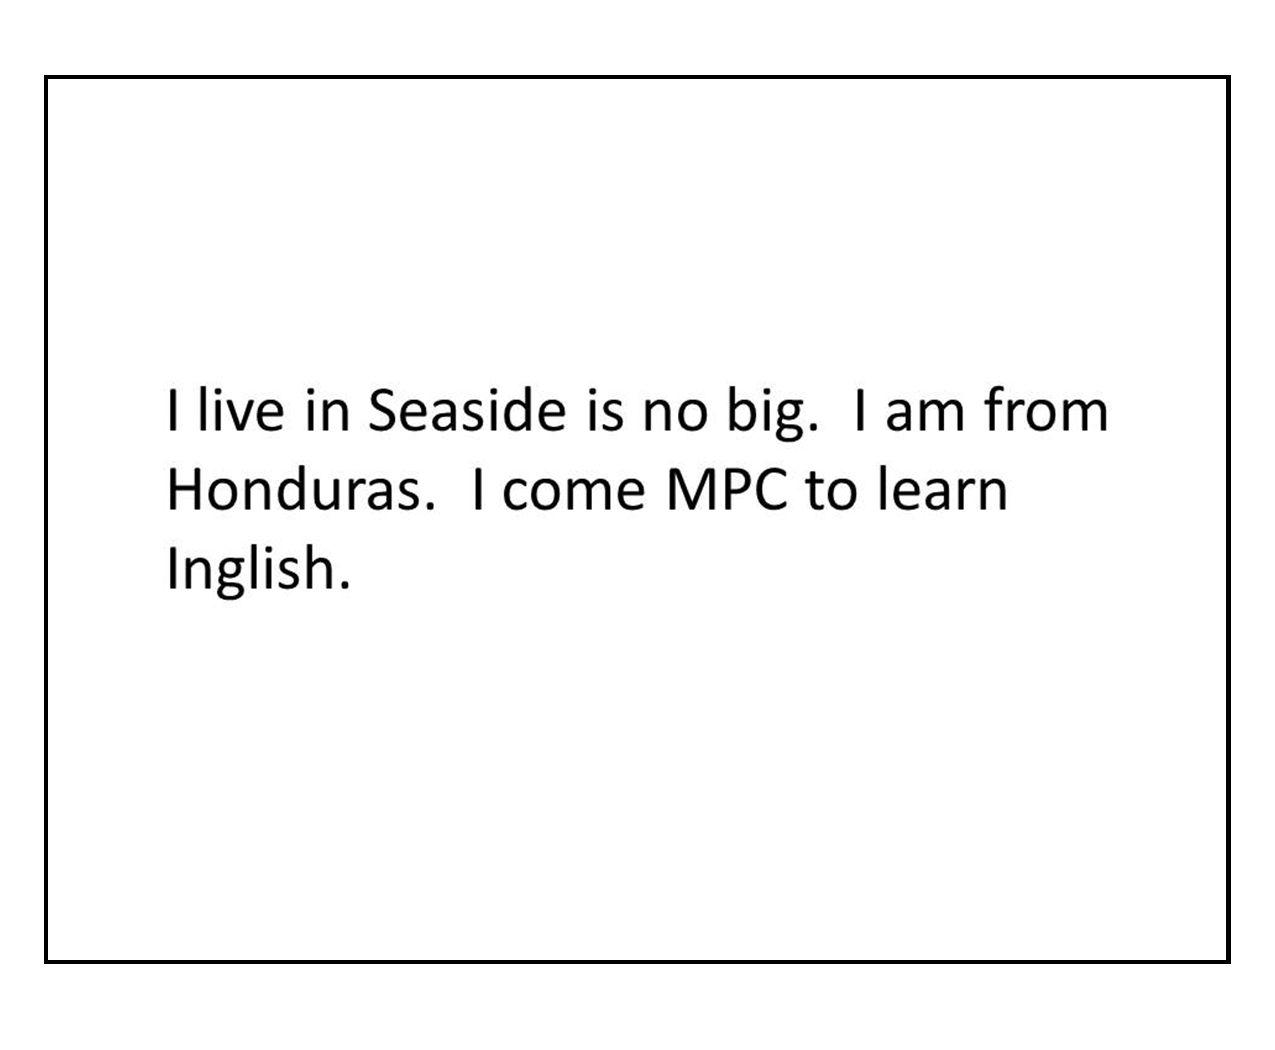 I live in Seaside is no big.  I am from
Honduras.  I come MPC to learn
Inglish.